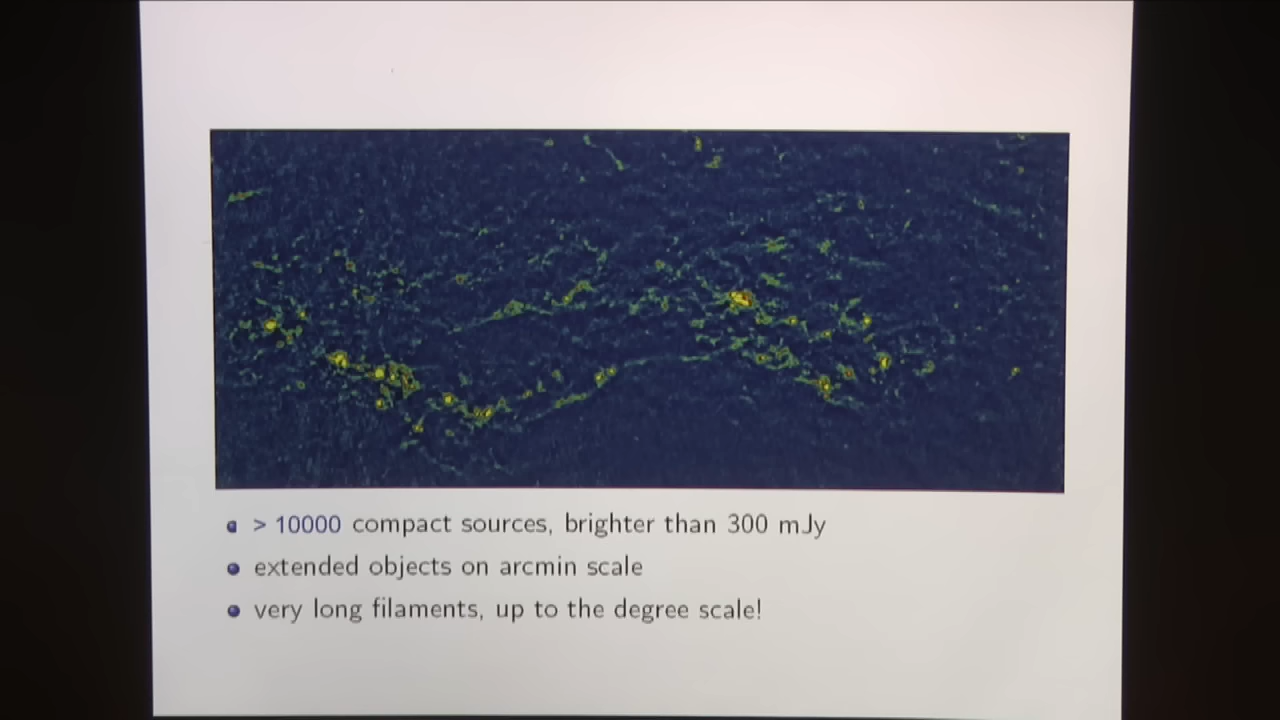 > 10000 compact sources, brighter than 300 mJy
extended objects on arcmin scale
very long filaments, up to the degree scale!